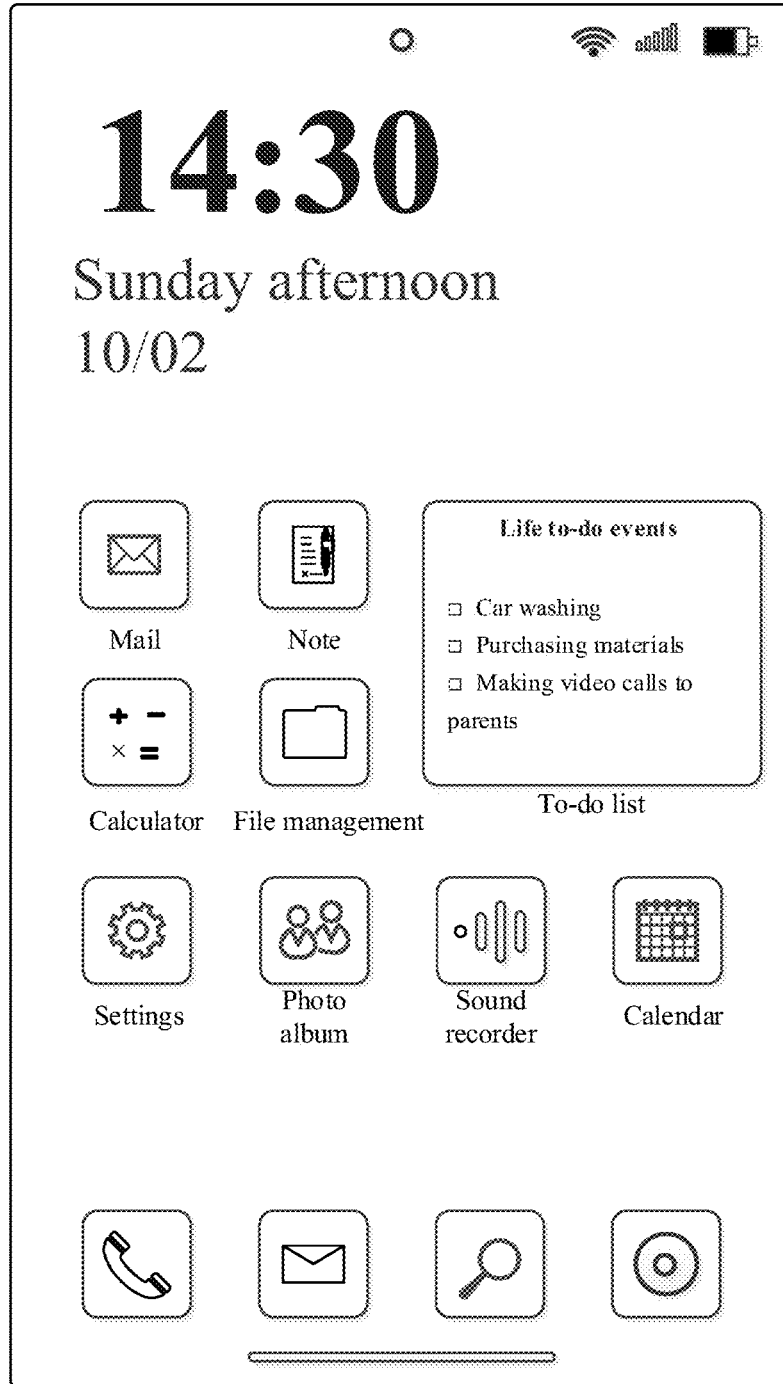 14:30
Sunday afternoon
10/02
Life to-do events
□ Car washing
□ Purchasing materials
□ Making video calls to
parents
To-do list
Mail
Note
Calculator
File management
Settings
Photo
album
Sound
recorder
Calendar